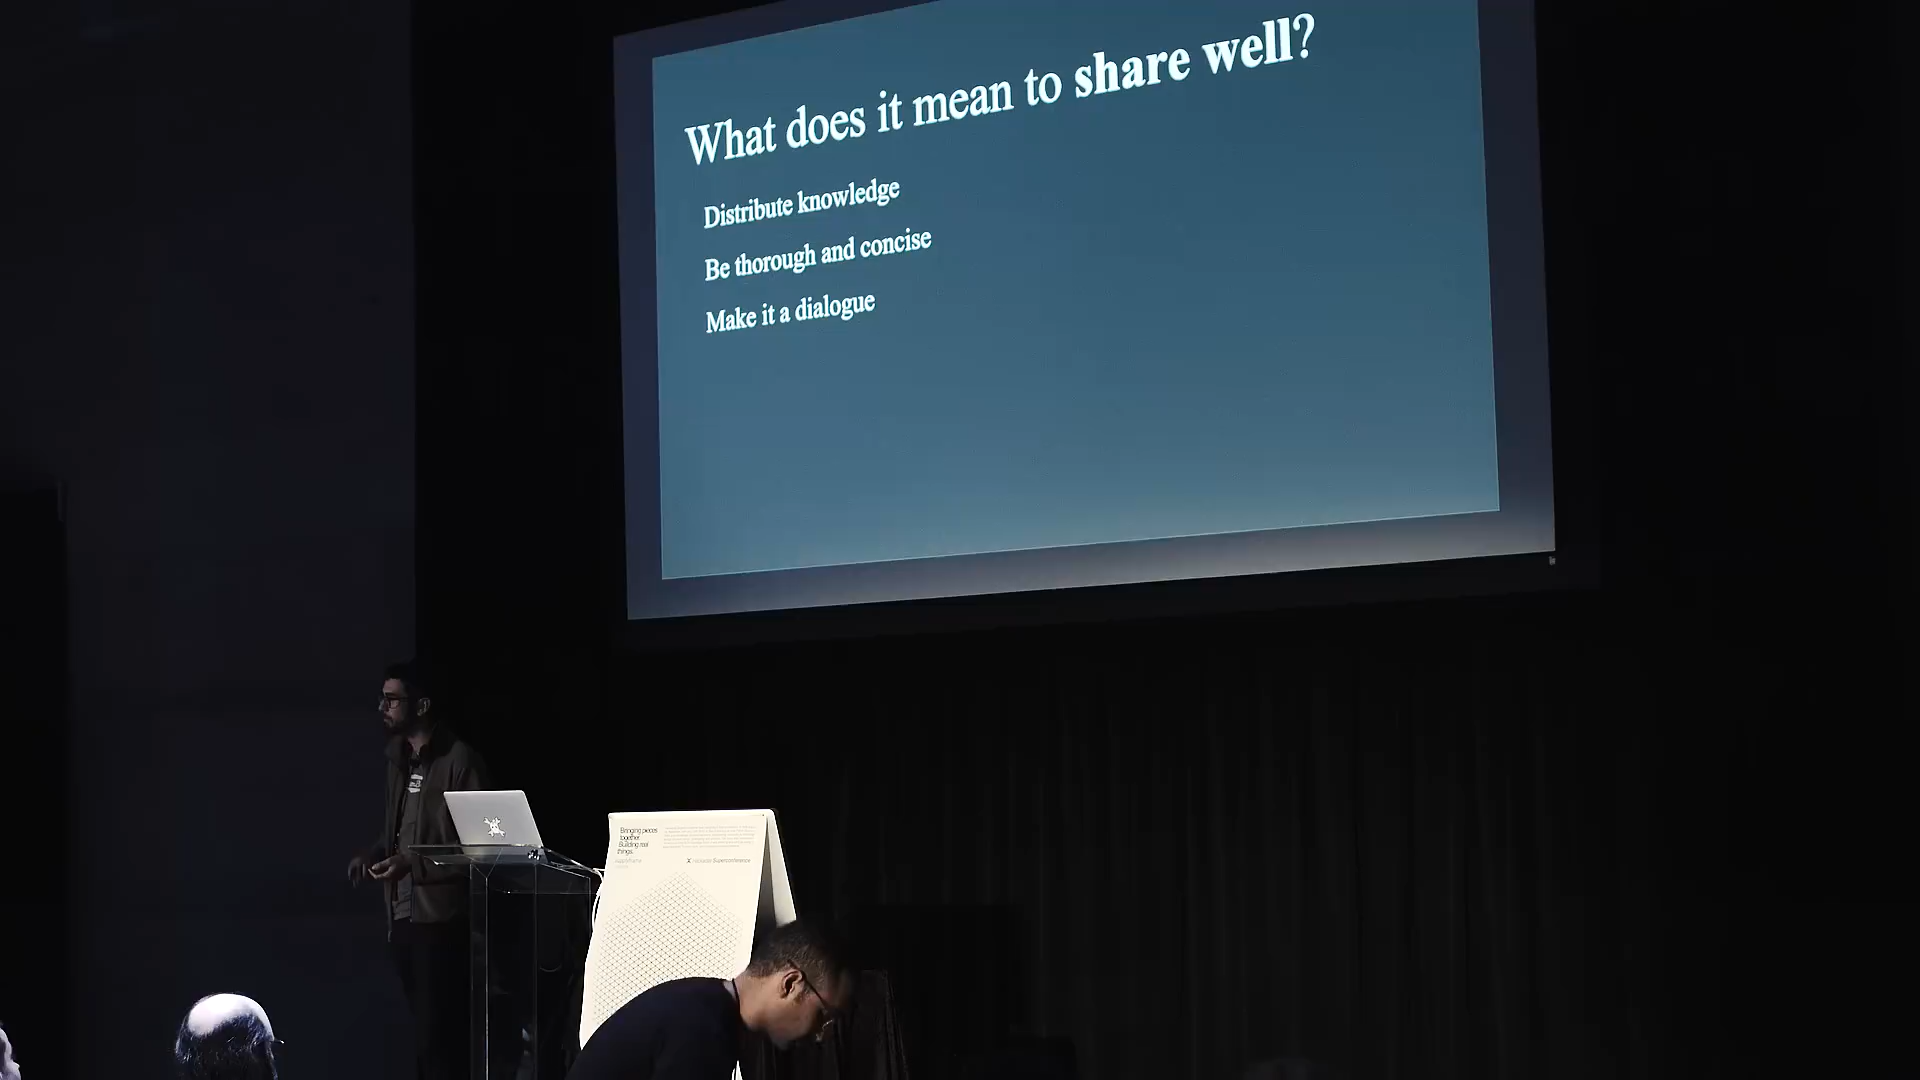 What does it mean to share well?
Distribute knowledge
Be thorough and concise
Make it a dialogue
Bringing pieces
together.
Building real
things.
Superconference